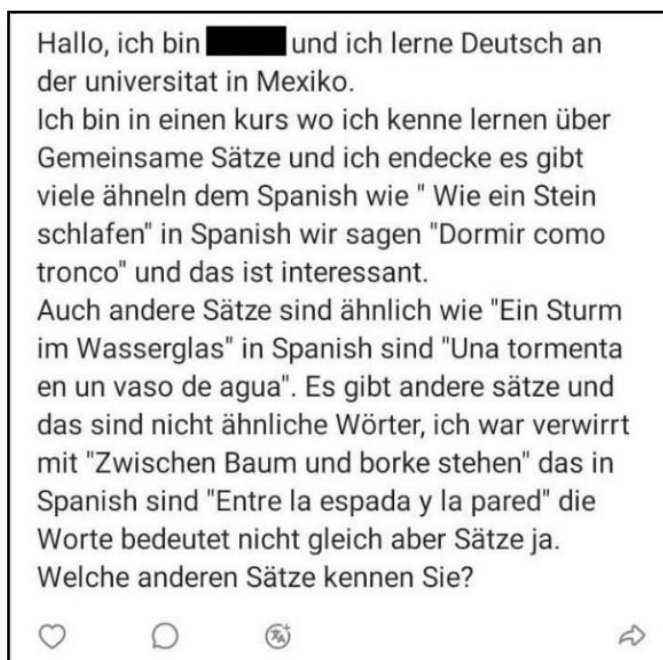 Hallo, ich bin und ich lerne Deutsch an
der universitat in Mexiko.
Ich bin in einen kurs wo ich kenne lernen über
Gemeinsame Sätze und ich endecke es gibt
viele ähneln dem Spanish wie " Wie ein Stein
schlafen" in Spanish wir sagen "Dormir como
tronco" und das ist interessant.
Auch andere Sätze sind ähnlich wie "Ein Sturm
im Wasserglas" in Spanish sind "Una tormenta
en un vaso de agua". Es gibt andere sätze und
das sind nicht ähnliche Wörter, ich war verwirrt
mit "Zwischen Baum und borke stehen" das in
Spanish sind "Entre la espada y la pared" die
Worte bedeutet nicht gleich aber Sätze ja.
Welche anderen Sätze kennen Sie?